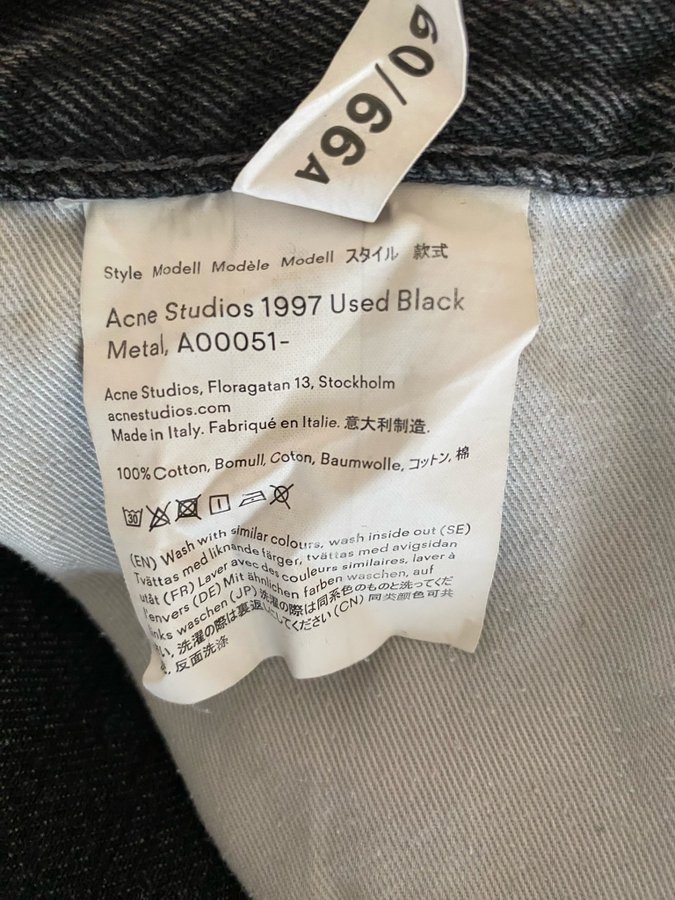 60/66A
Style Modell Modèle Modell スタイル 款式
Acne Studios 1997 Used Black
Metal, A00051-
Acne Studios, Floragatan 13, Stockholm
acnestudios.com
Made in Italy. Fabriqué en Italie. 意大利制造.
100% Cotton, Bomull, Coton, Baumwolle, コットン, 棉
30
(EN) Wash with similar colours, wash inside out (SE)
Tvättas med liknande färger, tvättas med avigsidan
utåt (FR) Laver avec des couleurs similaires, laver à
l'envers (DE) Mit ähnlichen farben waschen, auf
links waschen (JP) 洗濯の際は同系色のものと洗ってくだ
さい, 洗濯の際は裏返しにしてください (CN) 同类颜色可共
洗, 反面洗涤